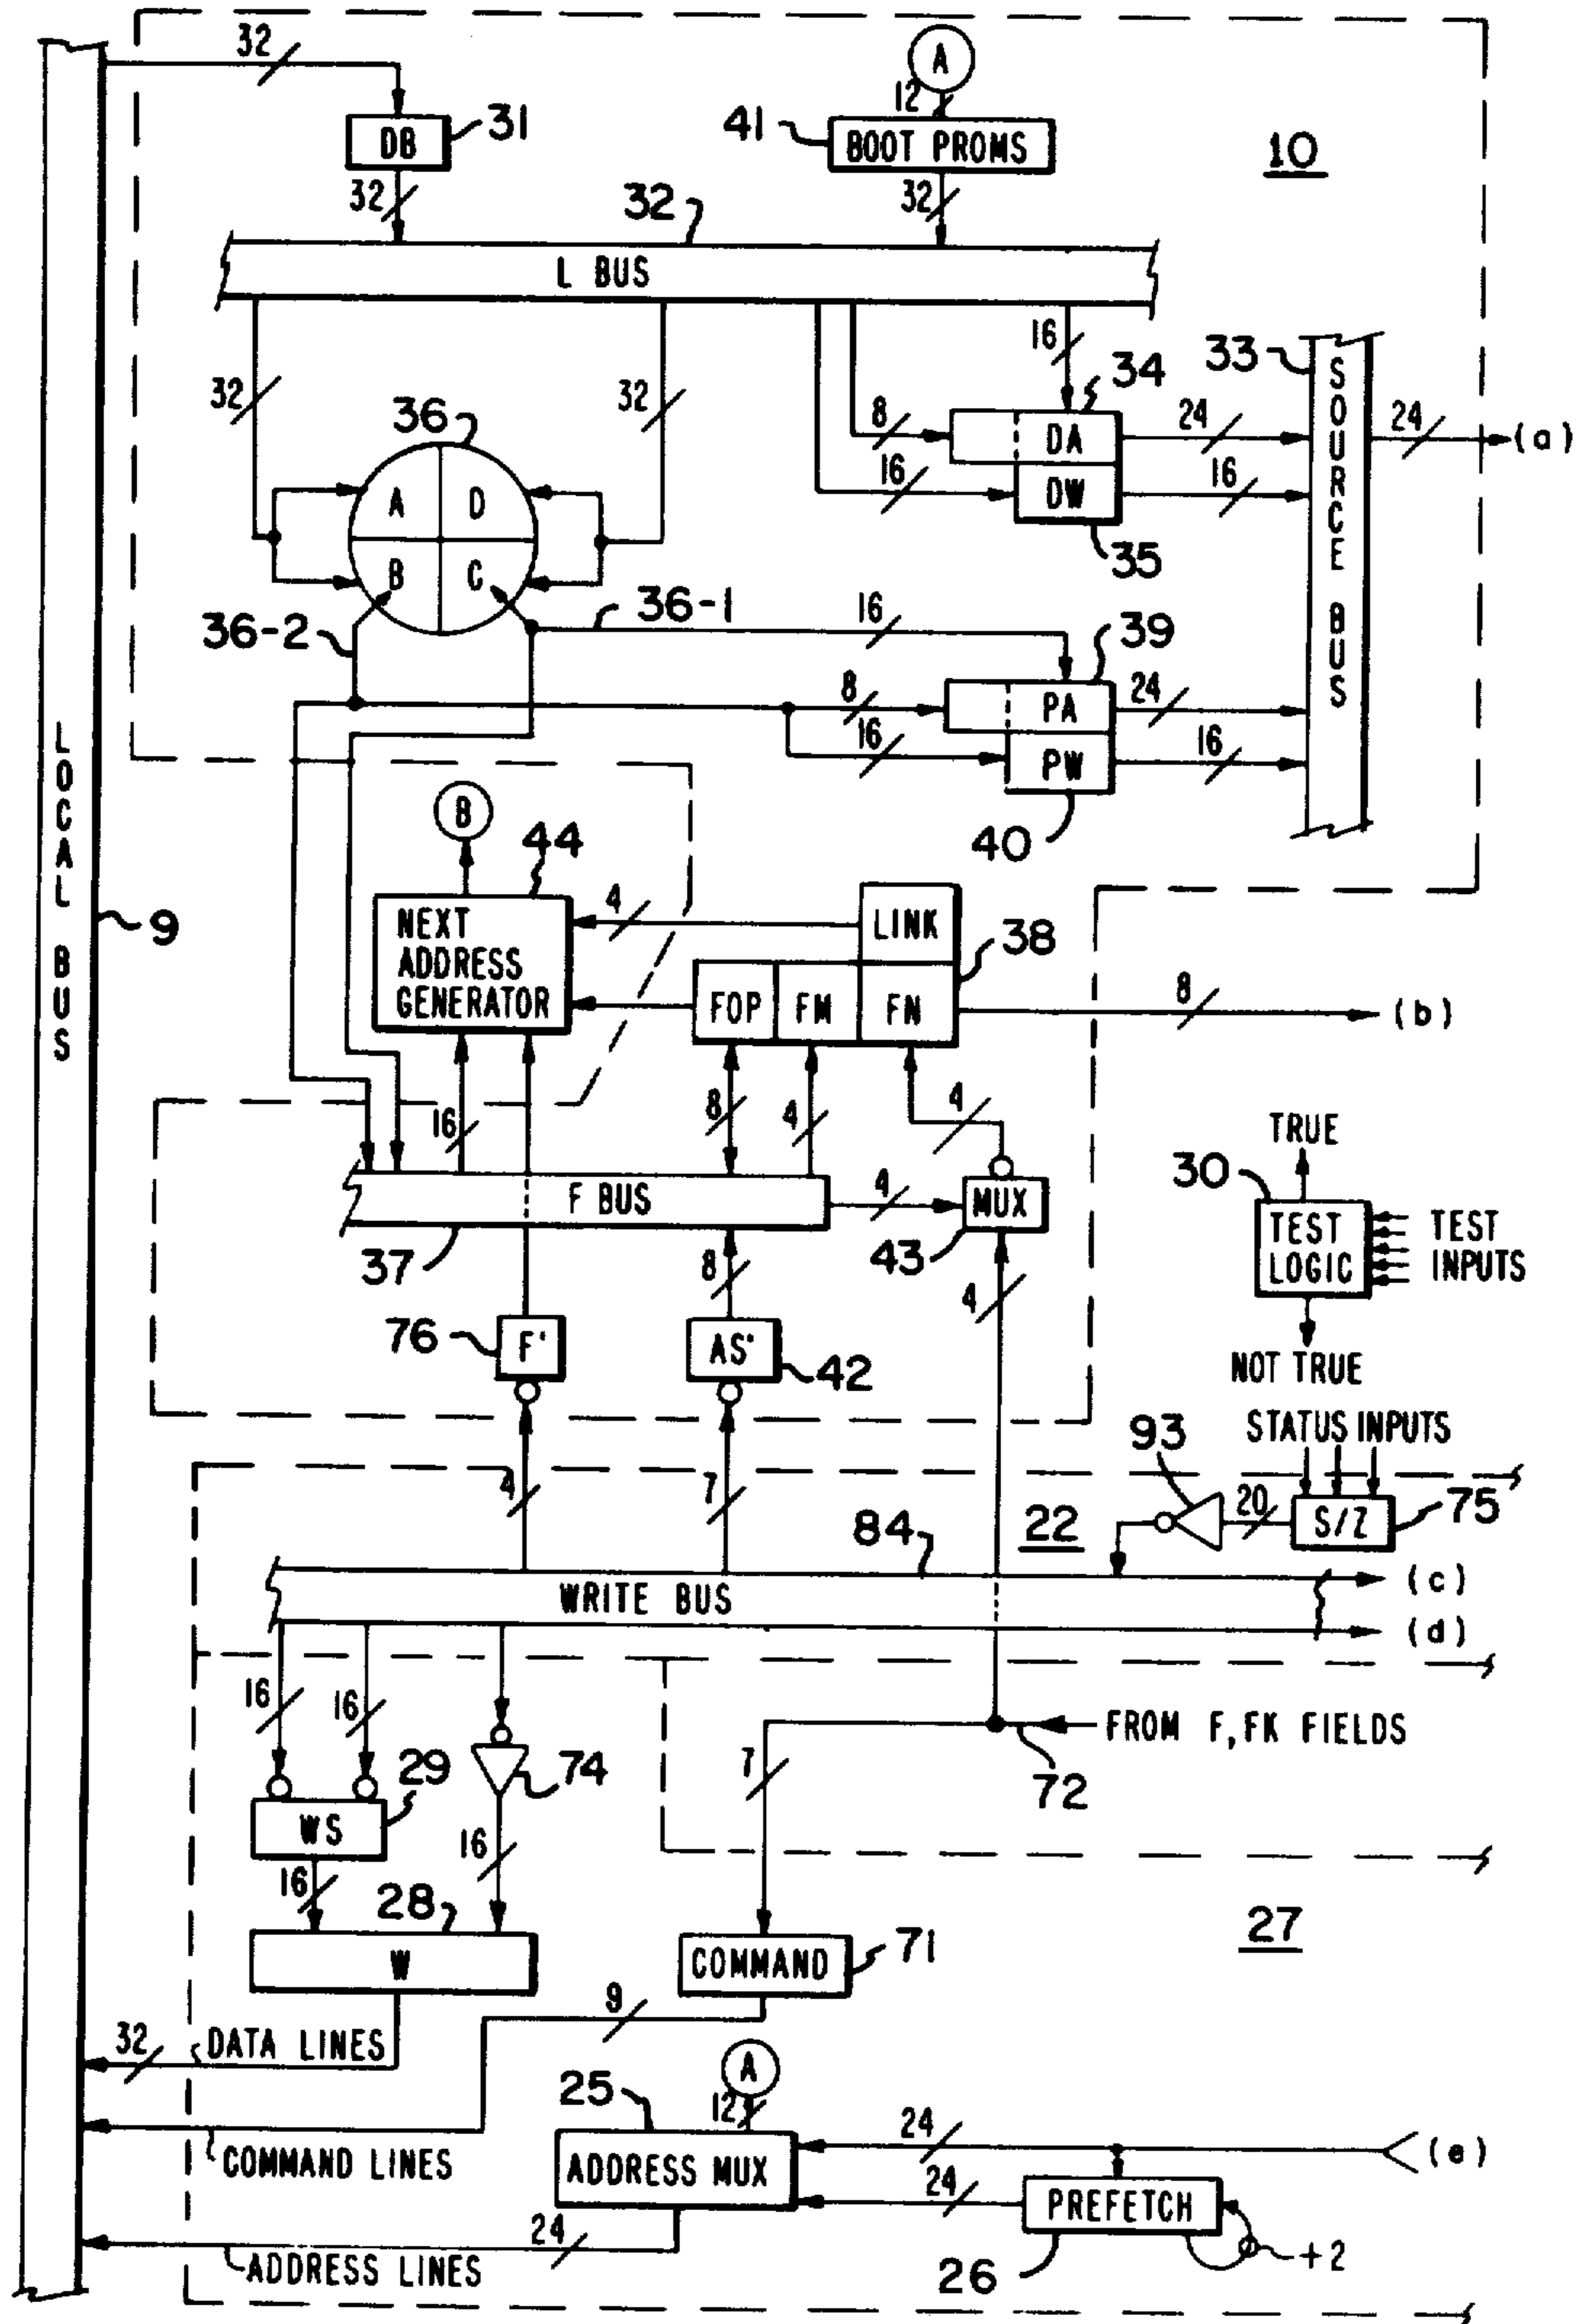 32
A
12
DB
31
41
BOOT PROMS
10
32
32
32
L BUS
16
34
33
32
32
36
8
DA
24
24
(a)
16
DW
16
A
D
B
C
35
SOURCE BUS
36-2
36-1
16
39
8
PA
24
16
PW
16
40
LOCAL BUS
9
B
44
NEXT
ADDRESS
GENERATOR
4
LINK
38
FOP
FM
FN
8
(b)
16
8
4
4
TRUE
30
TEST
LOGIC
TEST
INPUTS
F BUS
4
MUX
37
8
43
4
NOT TRUE
76
F'
AS'
42
STATUS INPUTS
93
4
7
84
22
20
S/Z
75
WRITE BUS
(c)
(d)
16
16
FROM F, FK FIELDS
29
74
7
72
WS
16
16
28
27
W
COMMAND
71
9
32
DATA LINES
A
25
12
24
(e)
COMMAND LINES
ADDRESS MUX
24
PREFETCH
24
ADDRESS LINES
26
+2